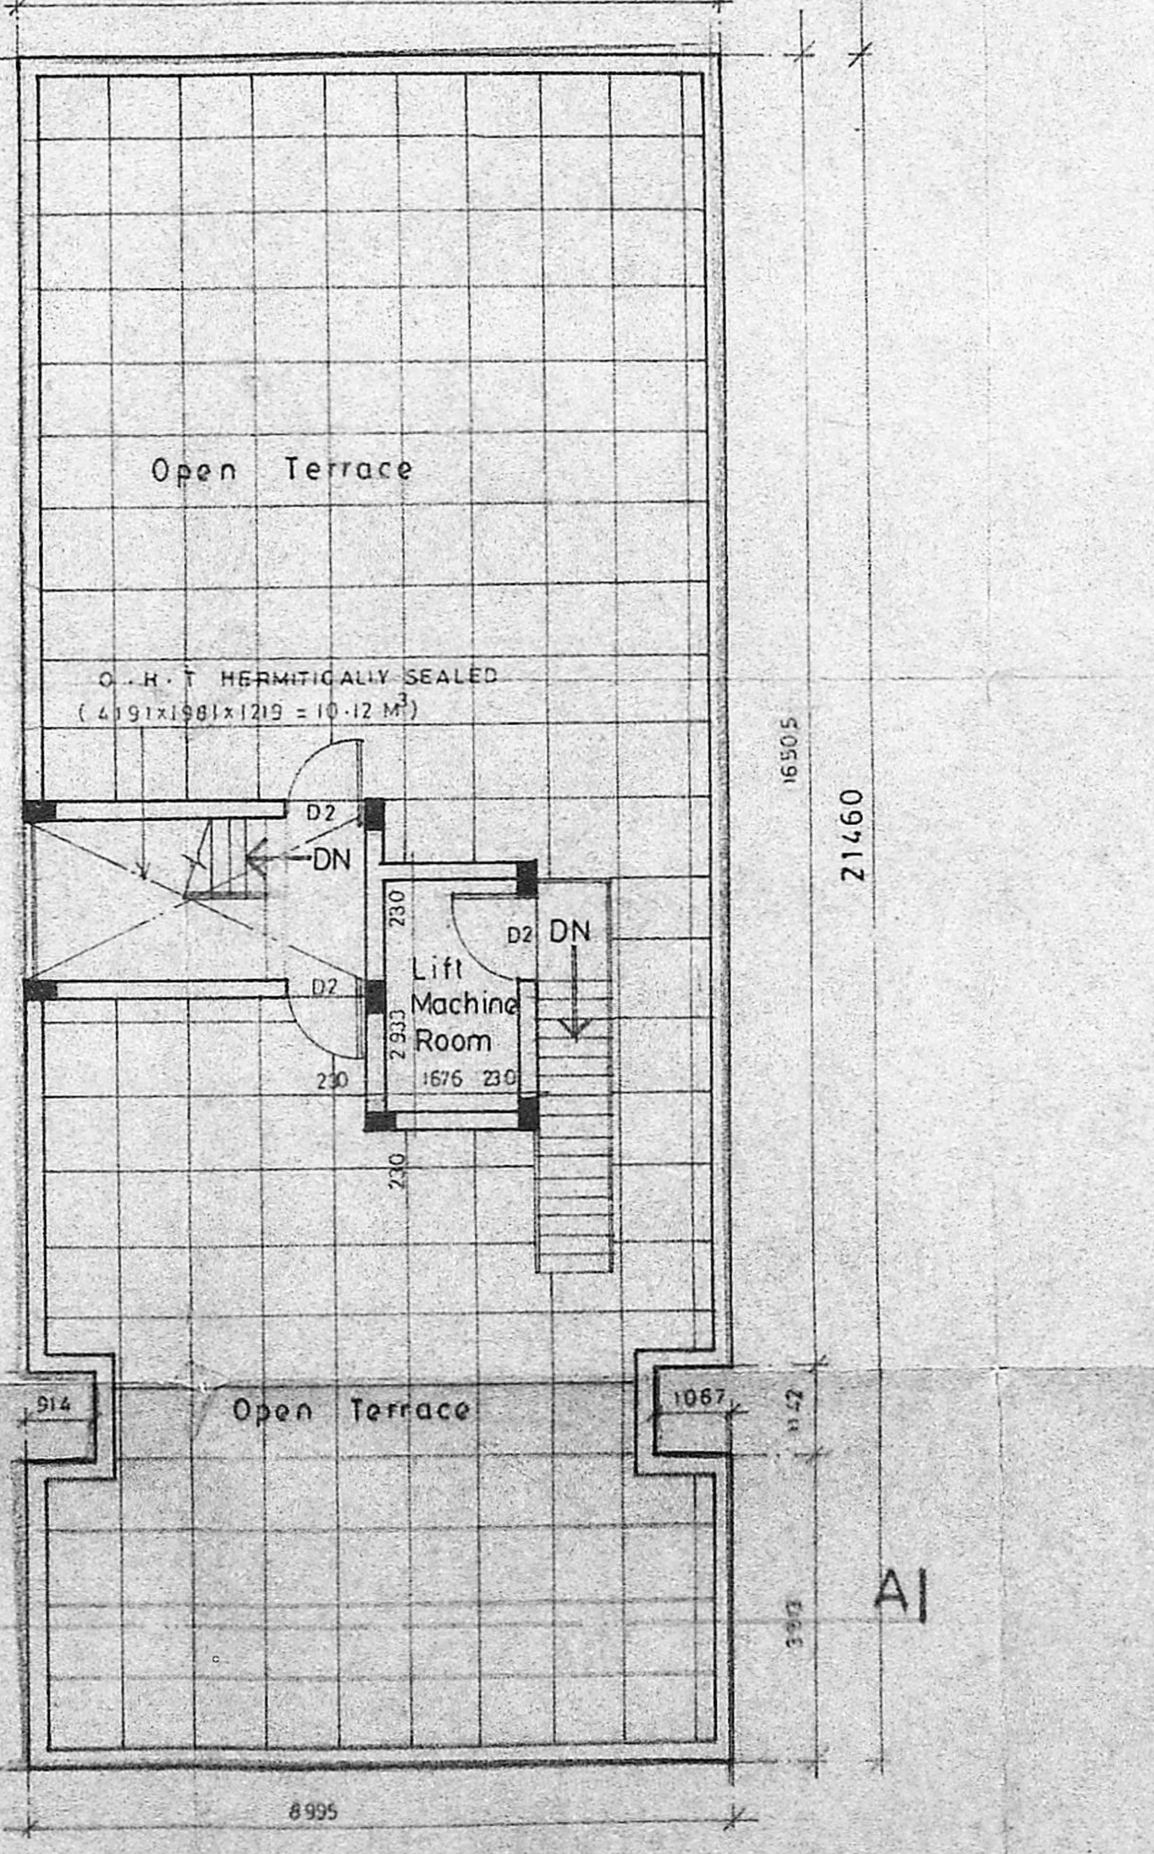 Open Terrace
O.H.T HERMITICALLY SEALED
(4191x1981x1219 = 10.12 M³)
16505
21460
D2
DN
230
D2 DN
Lift
Machine
Room
D2
2933
230
1676 230
230
914
Open Terrace
1067
1142
A1
8995